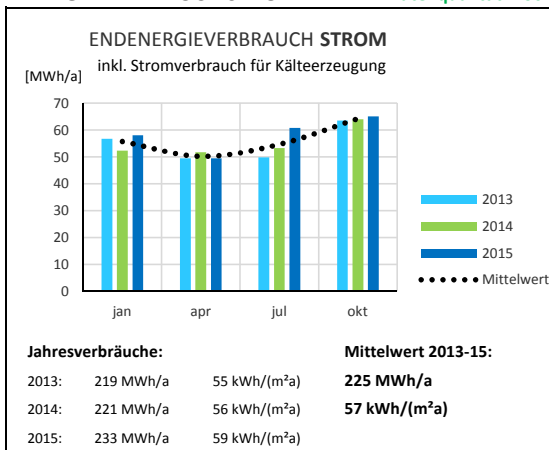 ENDENERGIEVERBRAUCH STROM
inkl. Stromverbrauch für Kälteerzeugung
[MWh/a]
70
60
50
40
30
20
10
0
jan apr jul okt
2013
2014
2015
Mittelwert
Jahresverbräuche: Mittelwert 2013-15:
2013: 219 MWh/a 55 kWh/(m²a) 225 MWh/a
2014: 221 MWh/a 56 kWh/(m²a) 57 kWh/(m²a)
2015: 233 MWh/a 59 kWh/(m²a)